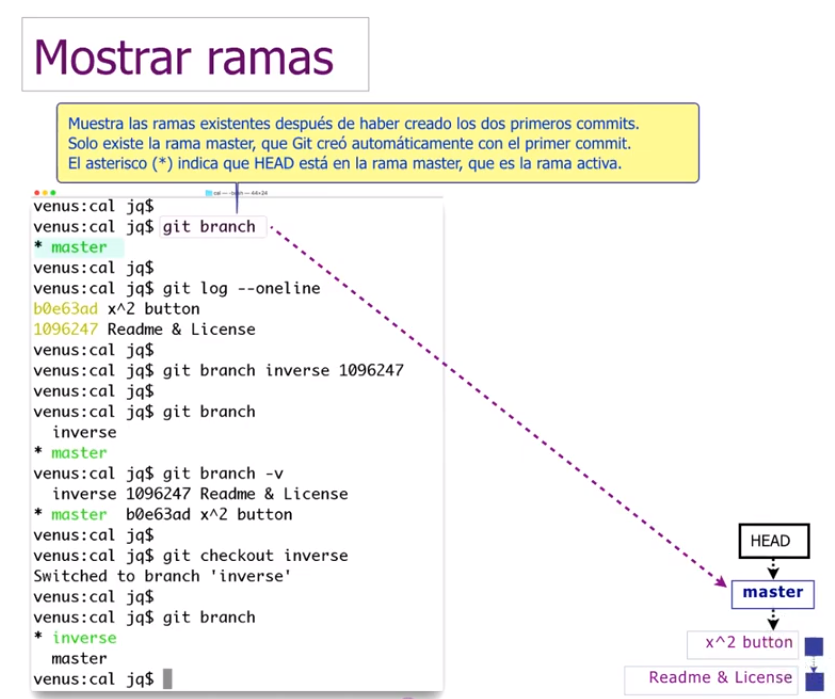 Mostrar ramas
Muestra las ramas existentes después de haber creado los dos primeros commits.
Solo existe la rama master, que Git creó automáticamente con el primer commit.
El asterisco (*) indica que HEAD está en la rama master, que es la rama activa.
venus:cal jq$
venus:cal jq$ git branch
* master
venus:cal jq$
venus:cal jq$ git log --oneline
b0e63ad x^2 button
1096247 Readme & License
venus:cal jq$
venus:cal jq$ git branch inverse 1096247
venus:cal jq$
venus:cal jq$ git branch
inverse
* master
venus:cal jq$ git branch -v
inverse 1096247 Readme & License
* master b0e63ad x^2 button
venus:cal jq$
venus:cal jq$ git checkout inverse
Switched to branch 'inverse'
venus:cal jq$
venus:cal jq$ git branch
* inverse
master
venus:cal jq$
HEAD
master
x^2 button
Readme & License